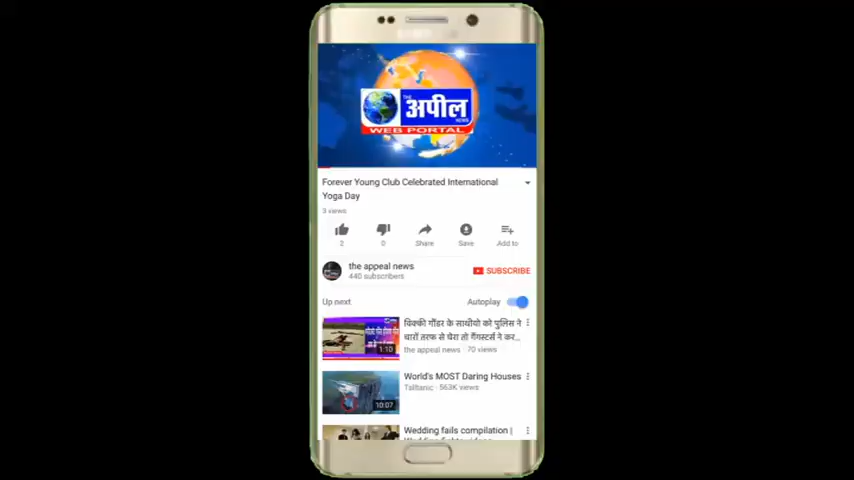 THE
अपील
NEWS
WEB PORTAL
Forever Young Club Celebrated International
Yoga Day
3 views
2
0
Share
Save
Add to
the appeal news
440 subscribers
SUBSCRIBE
Up next
Autoplay
विक्की गौंडर के साथीयो को पुलिस ने
चारों तरफ से घेरा तो गैंगस्टर्स ने कर...
the appeal news · 70 views
1:10
World's MOST Daring Houses
Talltanic · 563K views
10:07
Wedding fails compilation |